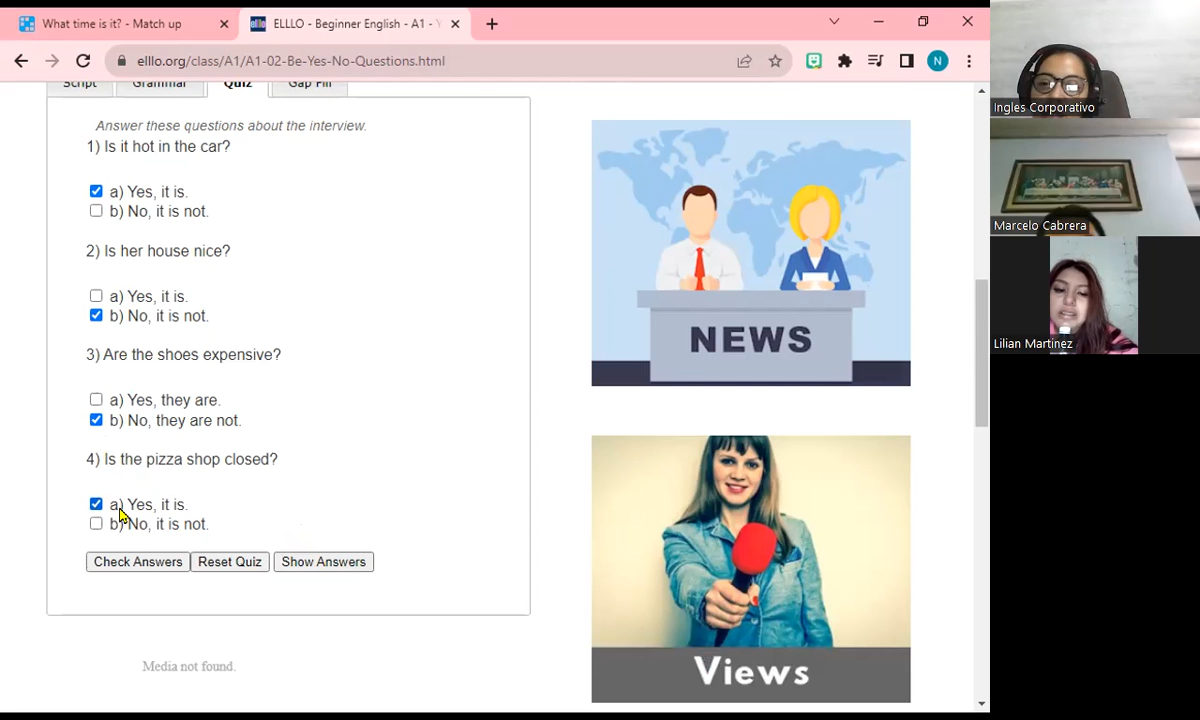 What time is it? - Match up
ELLLO - Beginner English - A1 -
elllo.org/class/A1/A1-02-Be-Yes-No-Questions.html
N
Script
Grammar
Quiz
Gap Fill
Answer these questions about the interview.
1) Is it hot in the car?
a) Yes, it is.
b) No, it is not.
2) Is her house nice?
a) Yes, it is.
b) No, it is not.
3) Are the shoes expensive?
a) Yes, they are.
b) No, they are not.
4) Is the pizza shop closed?
a) Yes, it is.
b) No, it is not.
Check Answers
Reset Quiz
Show Answers
Media not found.
NEWS
Views
Ingles Corporativo
Marcelo Cabrera
Lilian Martinez